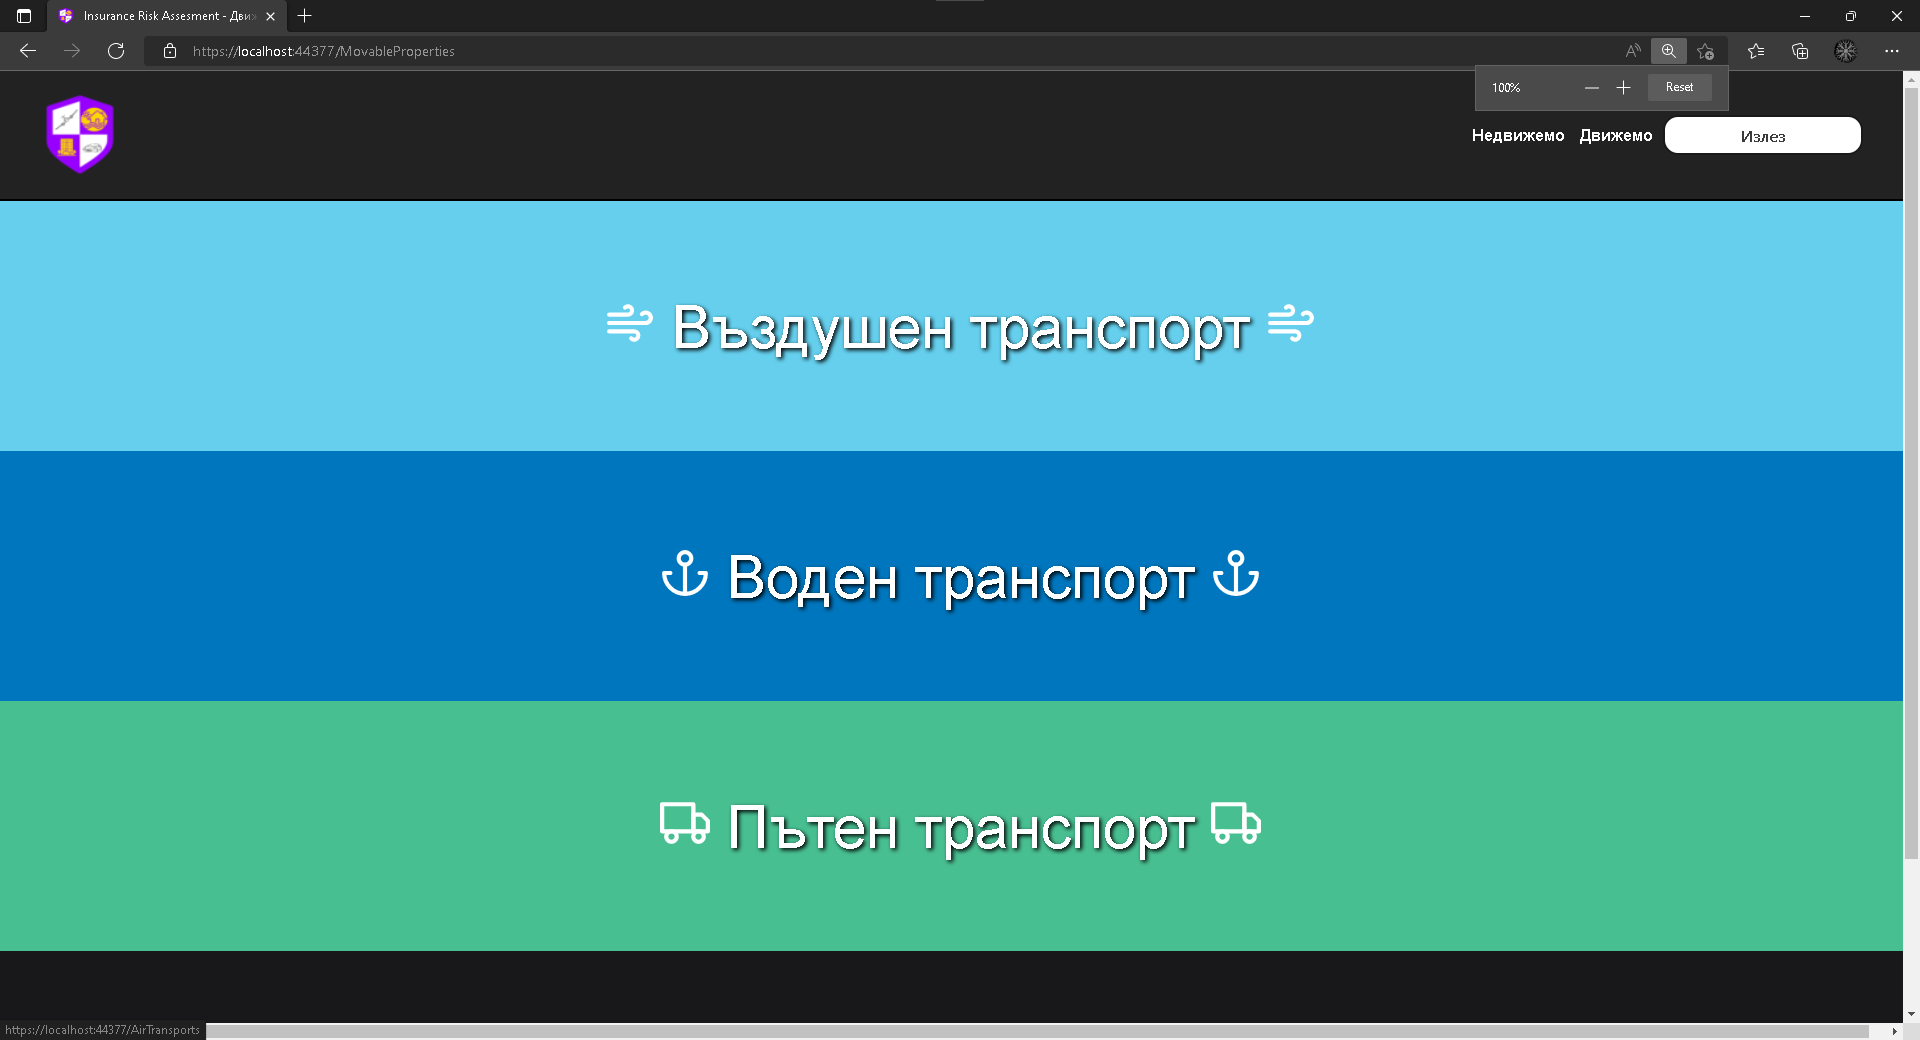 Insurance Risk Assesment - Движ
https://localhost:44377/MovableProperties
100%
Reset
Недвижемо Движемо Излез
Въздушен транспорт
Воден транспорт
Пътен транспорт
https://localhost:44377/AirTransports